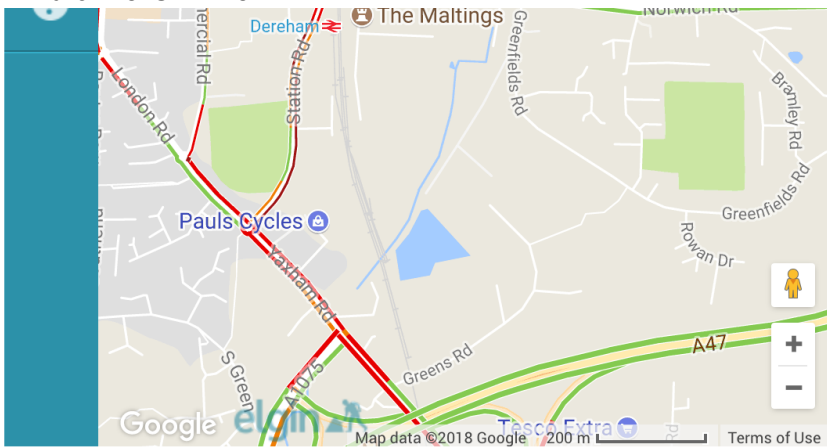 Norwich Rd
The Maltings
Dereham
Greenfields Rd
Station Rd
London Rd
Bramley Rd
Pauls Cycles
Greenfields Rd
Rowan Dr
Yaxham Rd
A47
S Green
A1075
Greens Rd
Google
elgin
Tesco Extra
Map data ©2018 Google
200 m
Terms of Use